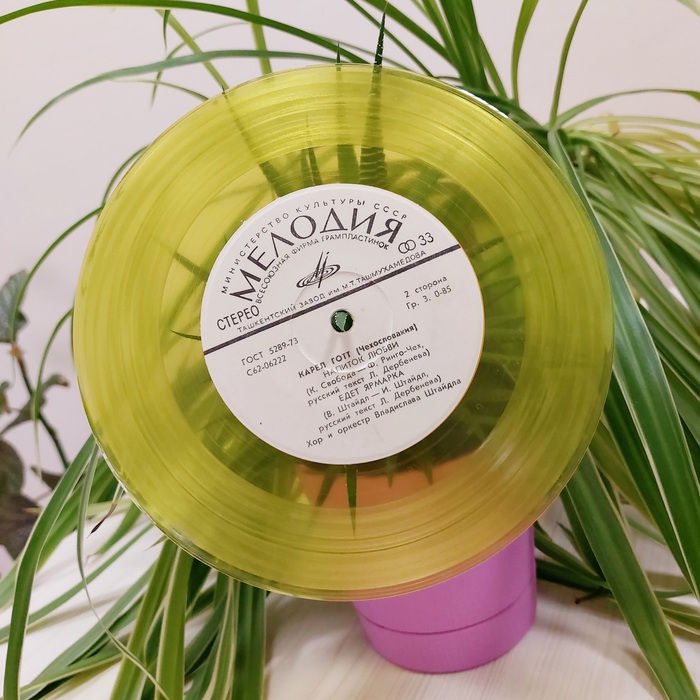 МИНИСТЕРСТВО КУЛЬТУРЫ СССР
МЕЛОДИЯ
ВСЕСОЮЗНАЯ ФИРМА ГРАМПЛАСТИНОК
СТЕРЕО
33
ТАШКЕНТСКИЙ ЗАВОД ИМ. М.Т. ТАШМУХАМЕДОВА
2 сторона
Гр. 3. 0-85
ГОСТ 5289-73
С62-06222
КАРЕЛ ГОТТ (Чехословакия)
НАПИТОК ЛЮБВИ
(К. Свобода — Ф. Ринго-Чех,
русский текст Л. Дербенева)
ЕДЕТ ЯРМАРКА
(В. Штайдл — И. Штайдл,
русский текст Л. Дербенева)
Хор и оркестр Владислава Штайдла